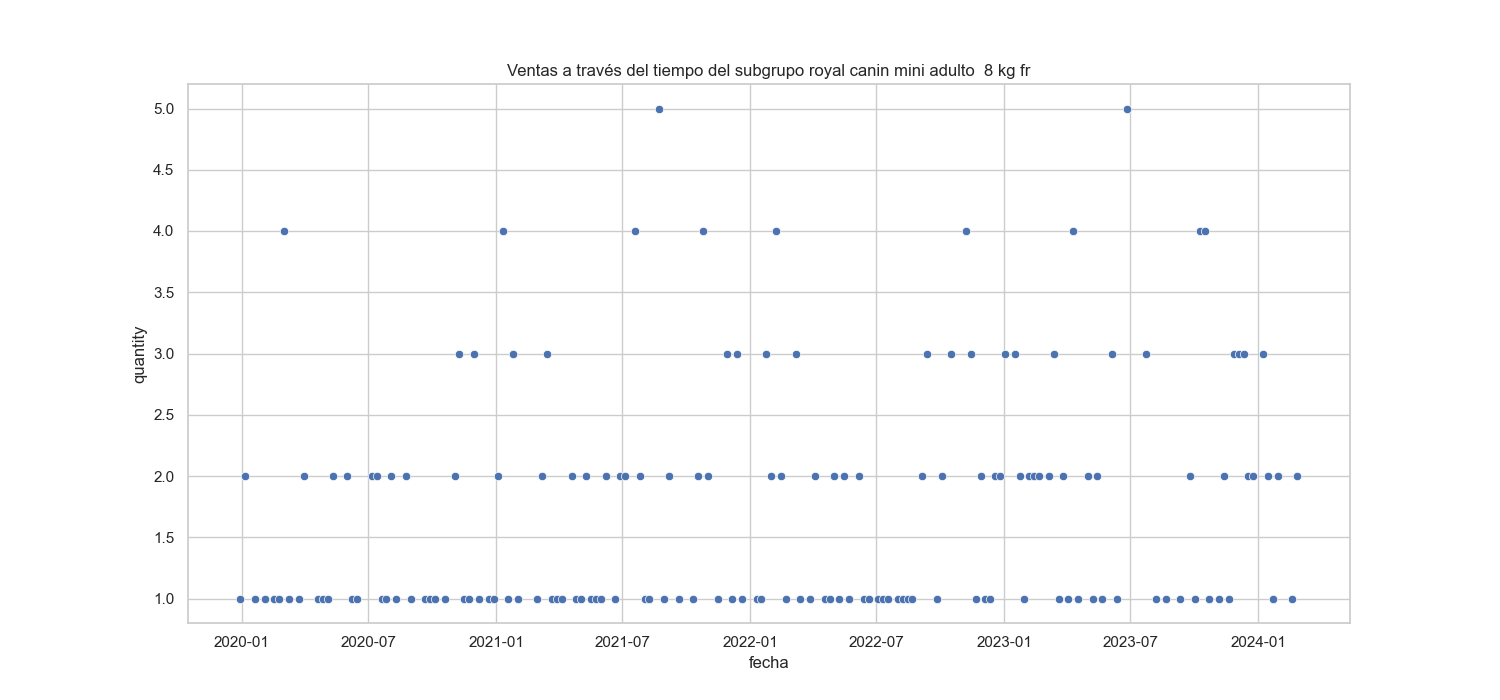 Ventas a través del tiempo del subgrupo royal canin mini adulto  8 kg fr
5.0
4.5
4.0
3.5
3.0
2.5
2.0
1.5
1.0
quantity
2020-01 2020-07 2021-01 2021-07 2022-01 2022-07 2023-01 2023-07 2024-01
fecha